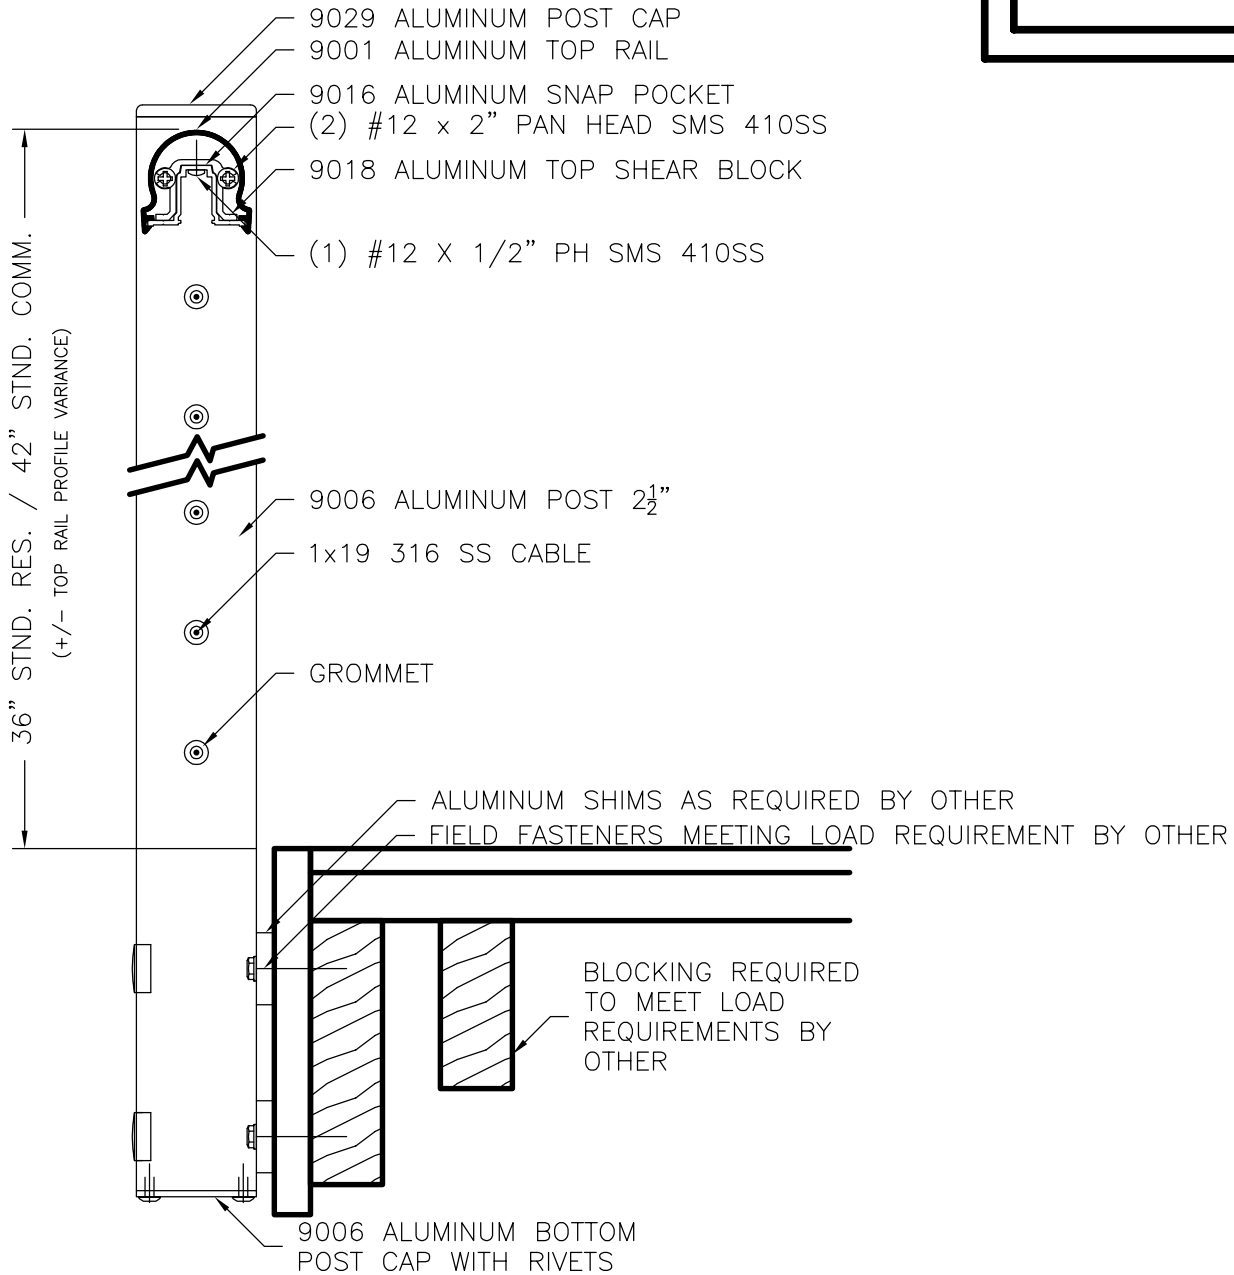 9029 ALUMINUM POST CAP
9001 ALUMINUM TOP RAIL
9016 ALUMINUM SNAP POCKET
(2) #12 x 2" PAN HEAD SMS 410SS
9018 ALUMINUM TOP SHEAR BLOCK
(1) #12 X 1/2" PH SMS 410SS
36" STND. RES. / 42" STND. COMM.
(+/- TOP RAIL PROFILE VARIANCE)
9006 ALUMINUM POST 2½"
1x19 316 SS CABLE
GROMMET
ALUMINUM SHIMS AS REQUIRED BY OTHER
FIELD FASTENERS MEETING LOAD REQUIREMENT BY OTHER
BLOCKING REQUIRED
TO MEET LOAD
REQUIREMENTS BY
OTHER
9006 ALUMINUM BOTTOM
POST CAP WITH RIVETS